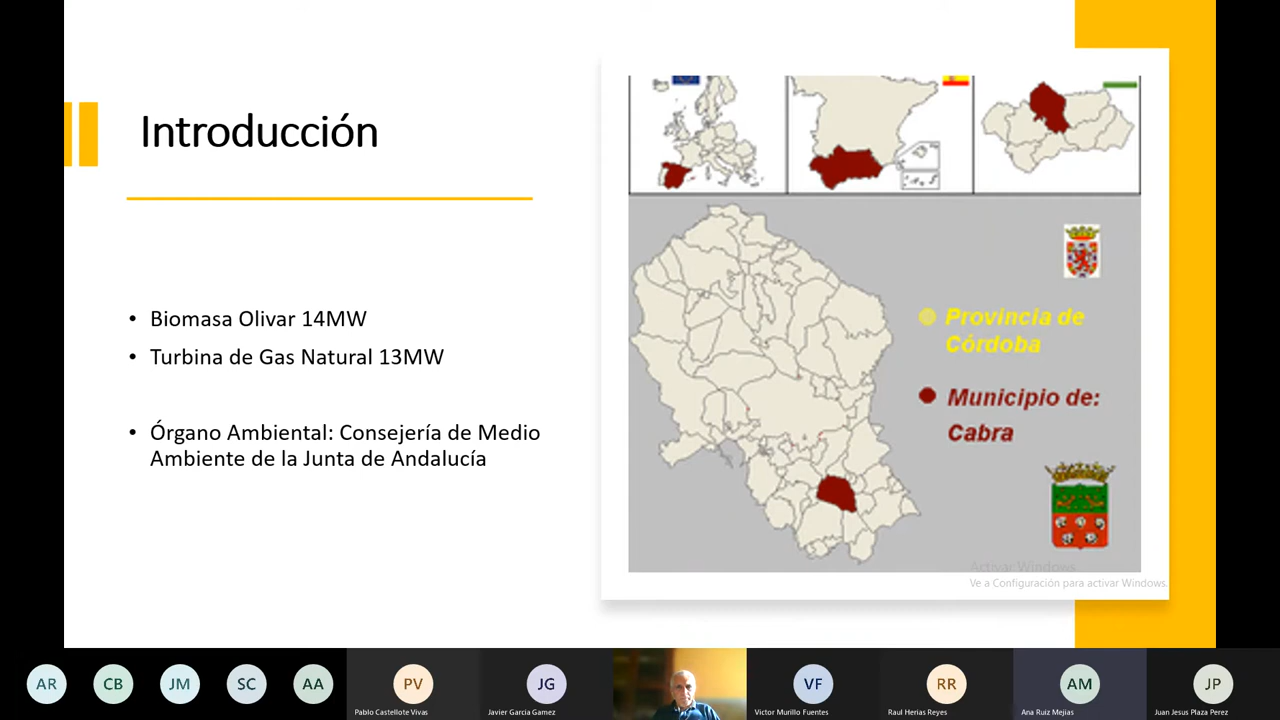 Introducción
• Biomasa Olivar 14MW
• Turbina de Gas Natural 13MW
• Órgano Ambiental: Consejería de Medio
Ambiente de la Junta de Andalucía
Provincia de
Córdoba
Municipio de:
Cabra
Activar Windows
Ve a Configuración para activar Windows.
AR
CB
JM
SC
AA
PV
Pablo Castellote Vivas
JG
Javier Garcia Gamez
VF
Victor Murillo Fuentes
RR
Raul Herias Reyes
AM
Ana Ruiz Mejias
JP
Juan Jesus Plaza Perez